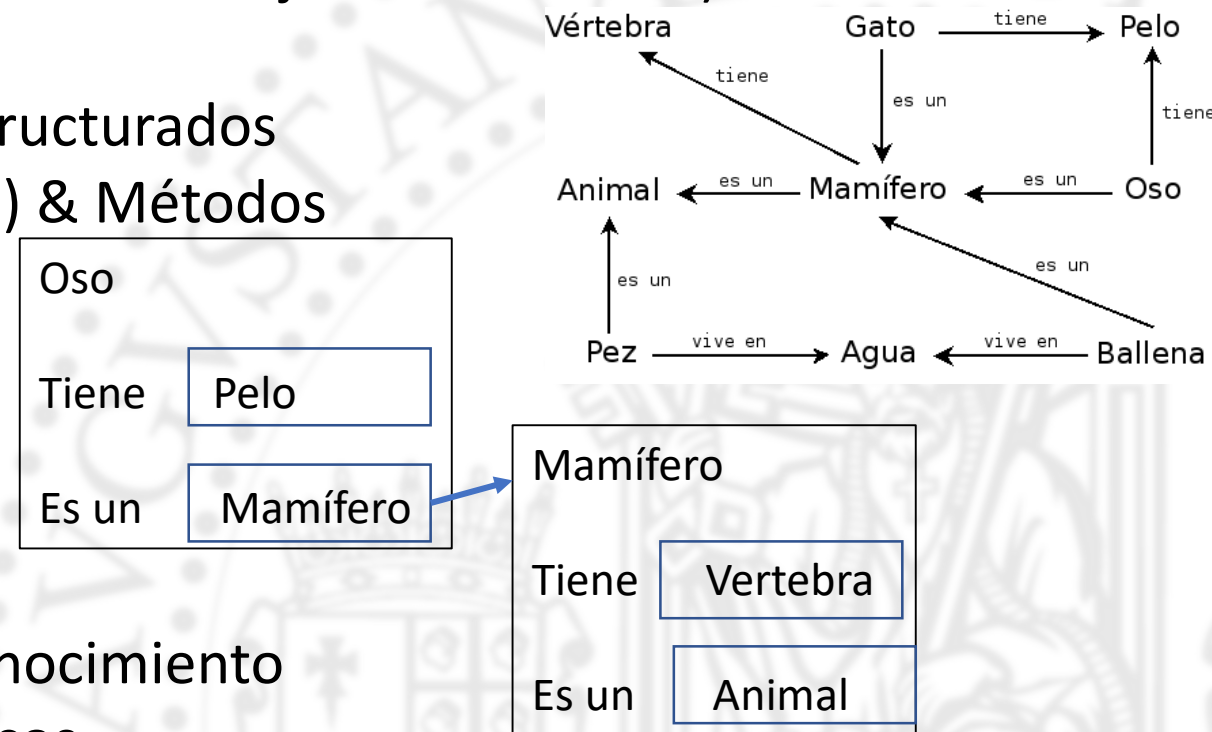 Vértebra Gato tiene Pelo
tiene
es un
tiene
ructurados
Animal es un Mamífero es un Oso
) & Métodos
es un
es un
Pez vive en Agua vive en Ballena
Oso
Tiene Pelo
Es un Mamífero
Mamífero
Tiene Vertebra
nocimiento
Es un Animal